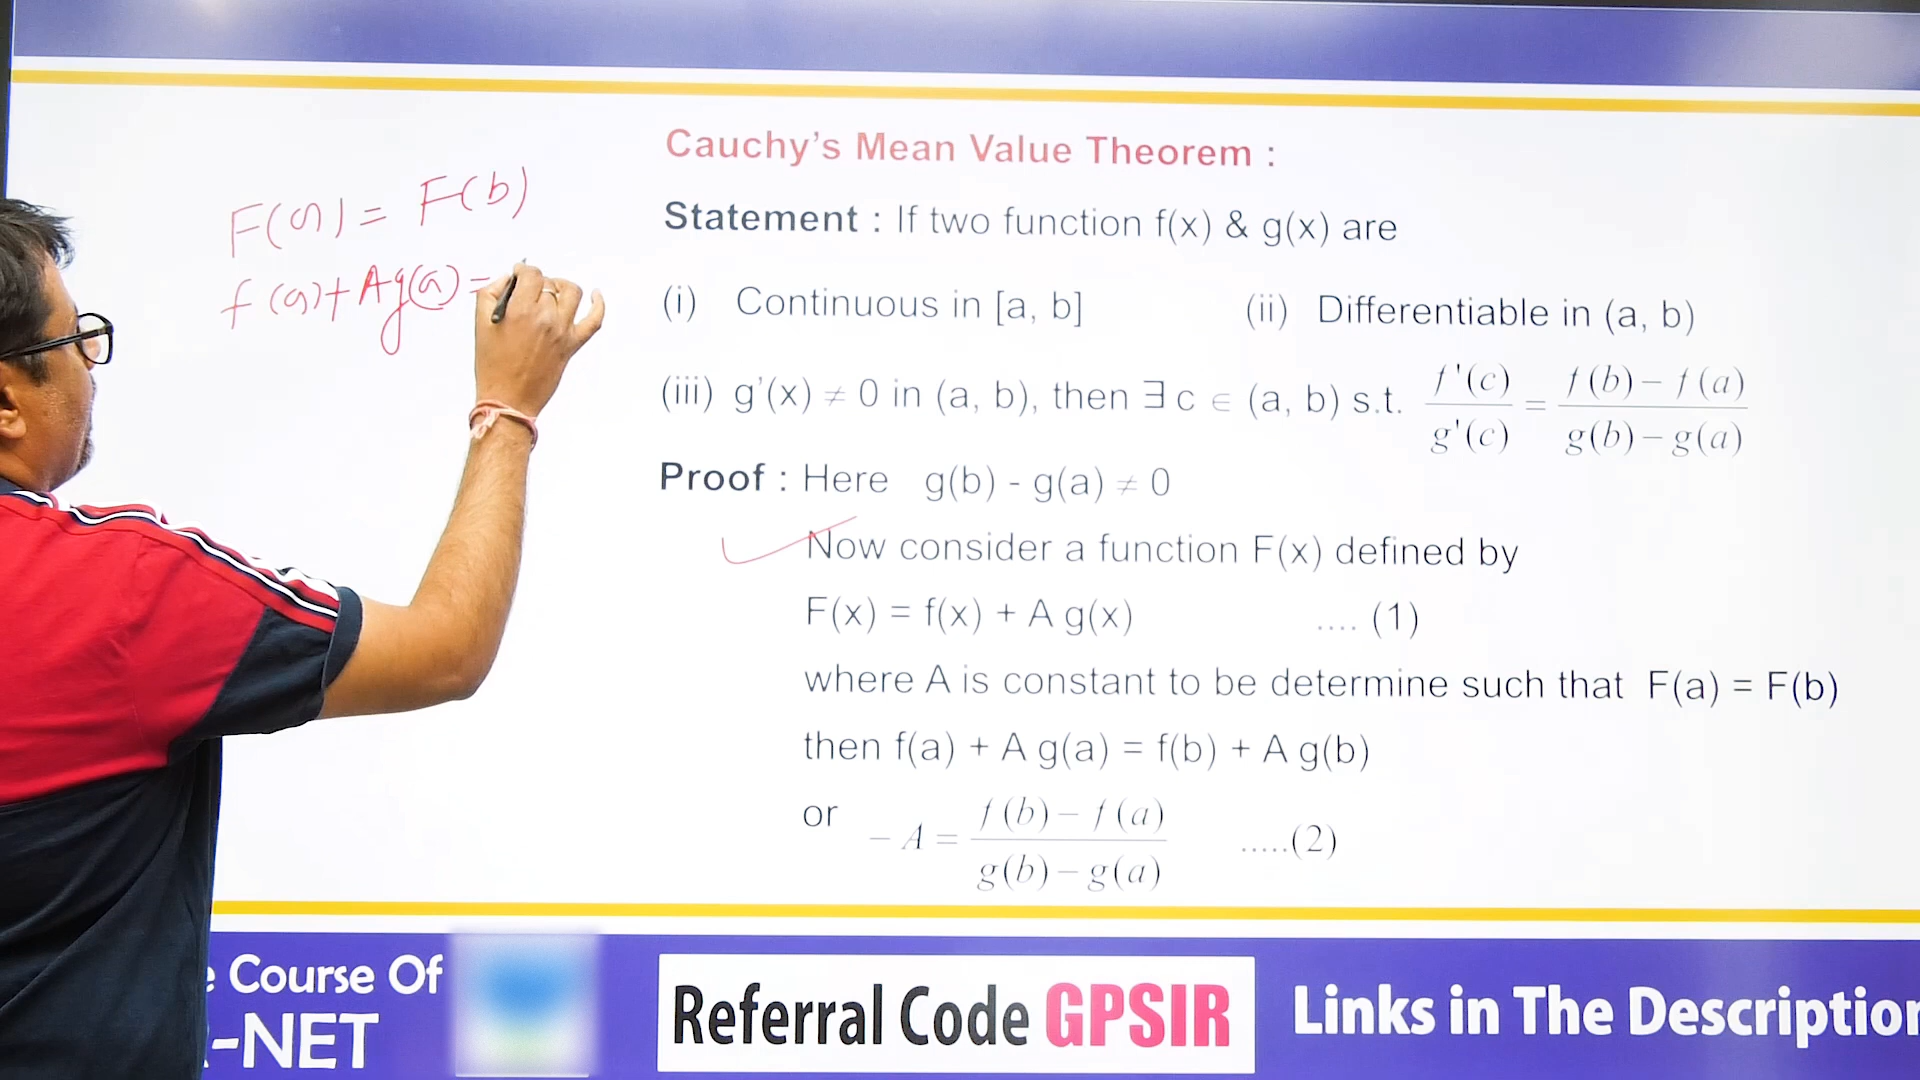 F(a) = F(b)
f(a) + Ag(a) =
Cauchy’s Mean Value Theorem :
Statement : If two function f(x) & g(x) are
(i) Continuous in [a, b] (ii) Differentiable in (a, b)
(iii) g’(x) ≠ 0 in (a, b), then ∃ c ∈ (a, b) s.t. f'(c)/g'(c) = f(b) − f(a)/g(b) − g(a)
Proof : Here g(b) - g(a) ≠ 0
Now consider a function F(x) defined by
F(x) = f(x) + A g(x) .... (1)
where A is constant to be determine such that F(a) = F(b)
then f(a) + A g(a) = f(b) + A g(b)
or − A = f(b) − f(a)/g(b) − g(a) .....(2)
Course Of
-NET
Referral Code GPSIR
Links in The Description